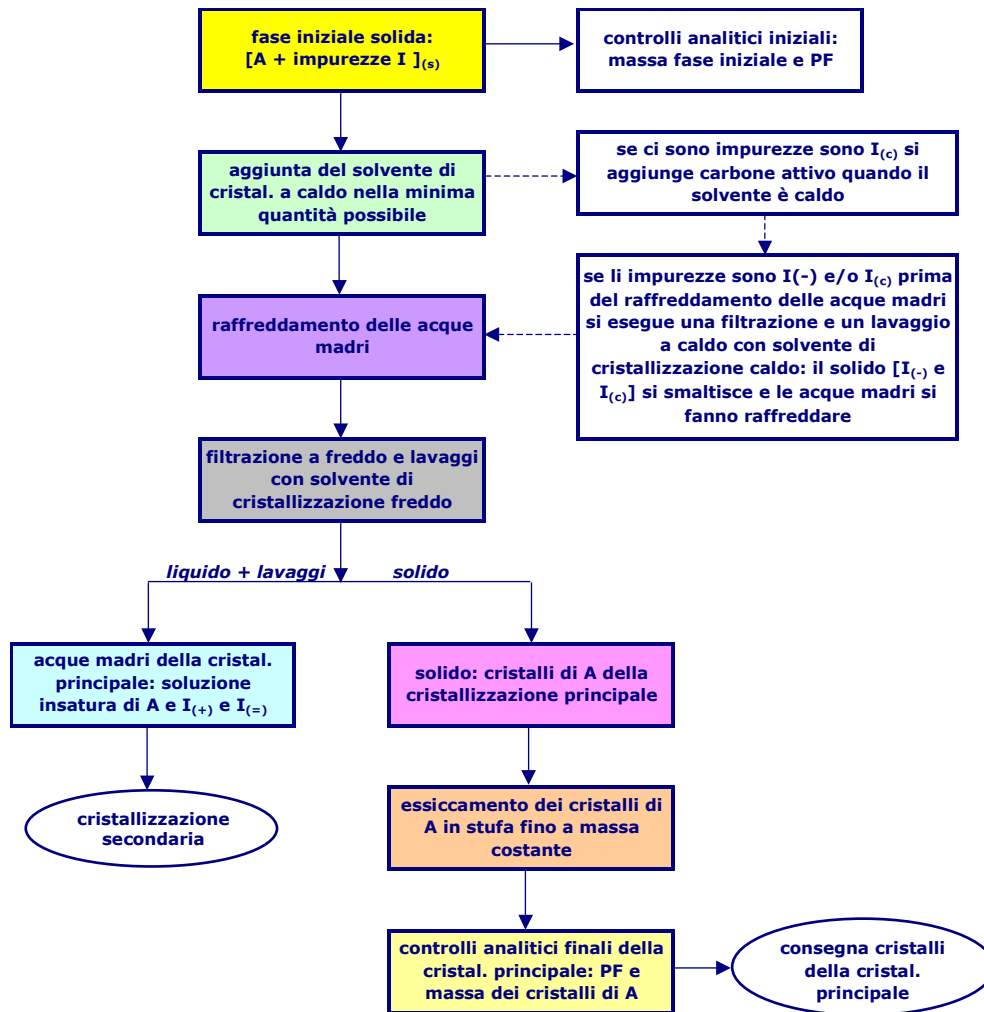 fase iniziale solida:
[A + impurezze I ](s)
controlli analitici iniziali:
massa fase iniziale e PF
aggiunta del solvente di
cristal. a caldo nella minima
quantità possibile
se ci sono impurezze sono I(c) si
aggiunge carbone attivo quando il
solvente è caldo
raffreddamento delle acque
madri
se li impurezze sono I(-) e/o I(c) prima
del raffreddamento delle acque madri
si esegue una filtrazione e un lavaggio
a caldo con solvente di
cristallizzazione caldo: il solido [I(-) e
I(c)] si smaltisce e le acque madri si
fanno raffreddare
filtrazione a freddo e lavaggi
con solvente di
cristallizzazione freddo
liquido + lavaggi
solido
acque madri della cristal.
principale: soluzione
insatura di A e I(+) e I(=)
solido: cristalli di A della
cristallizzazione principale
cristallizzazione
secondaria
essiccamento dei cristalli di
A in stufa fino a massa
costante
controlli analitici finali della
cristal. principale: PF e
massa dei cristalli di A
consegna cristalli
della cristal.
principale